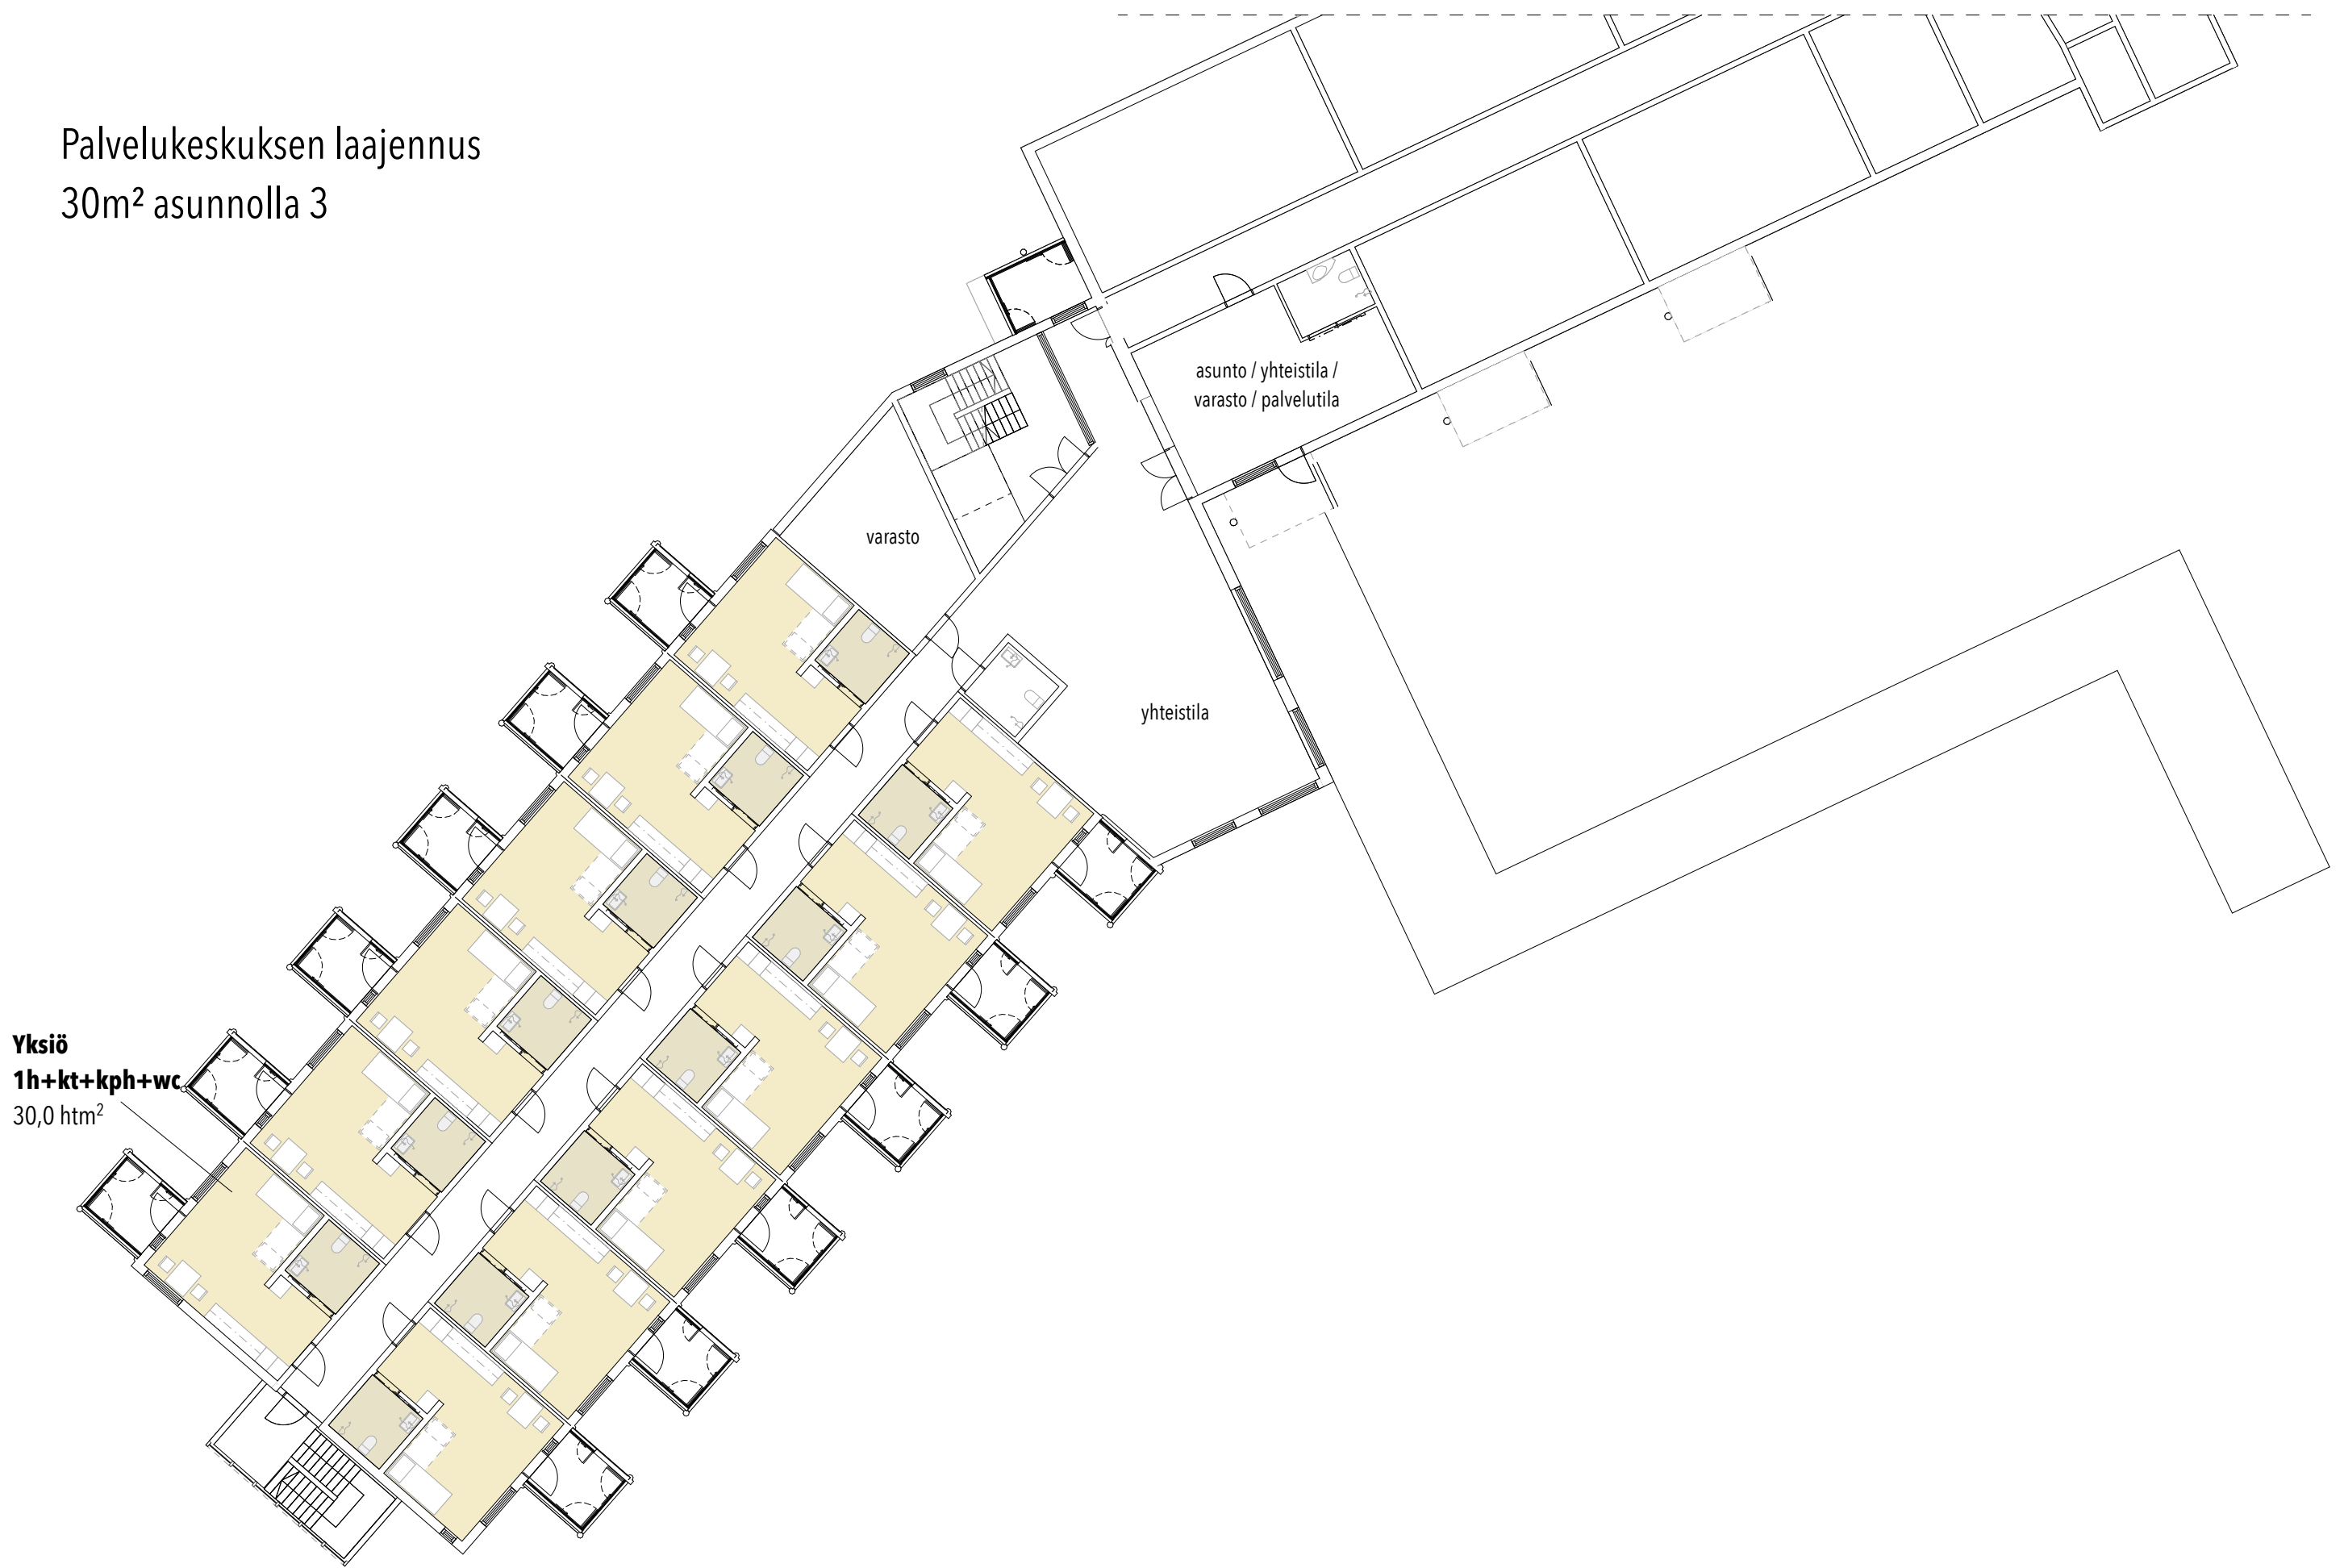 Palvelukeskuksen laajennus
30m² asunnolla 3
asunto / yhteistila /
varasto / palvelutila
varasto
yhteistila
Yksiö
1h+kt+kph+wc
30,0 htm²